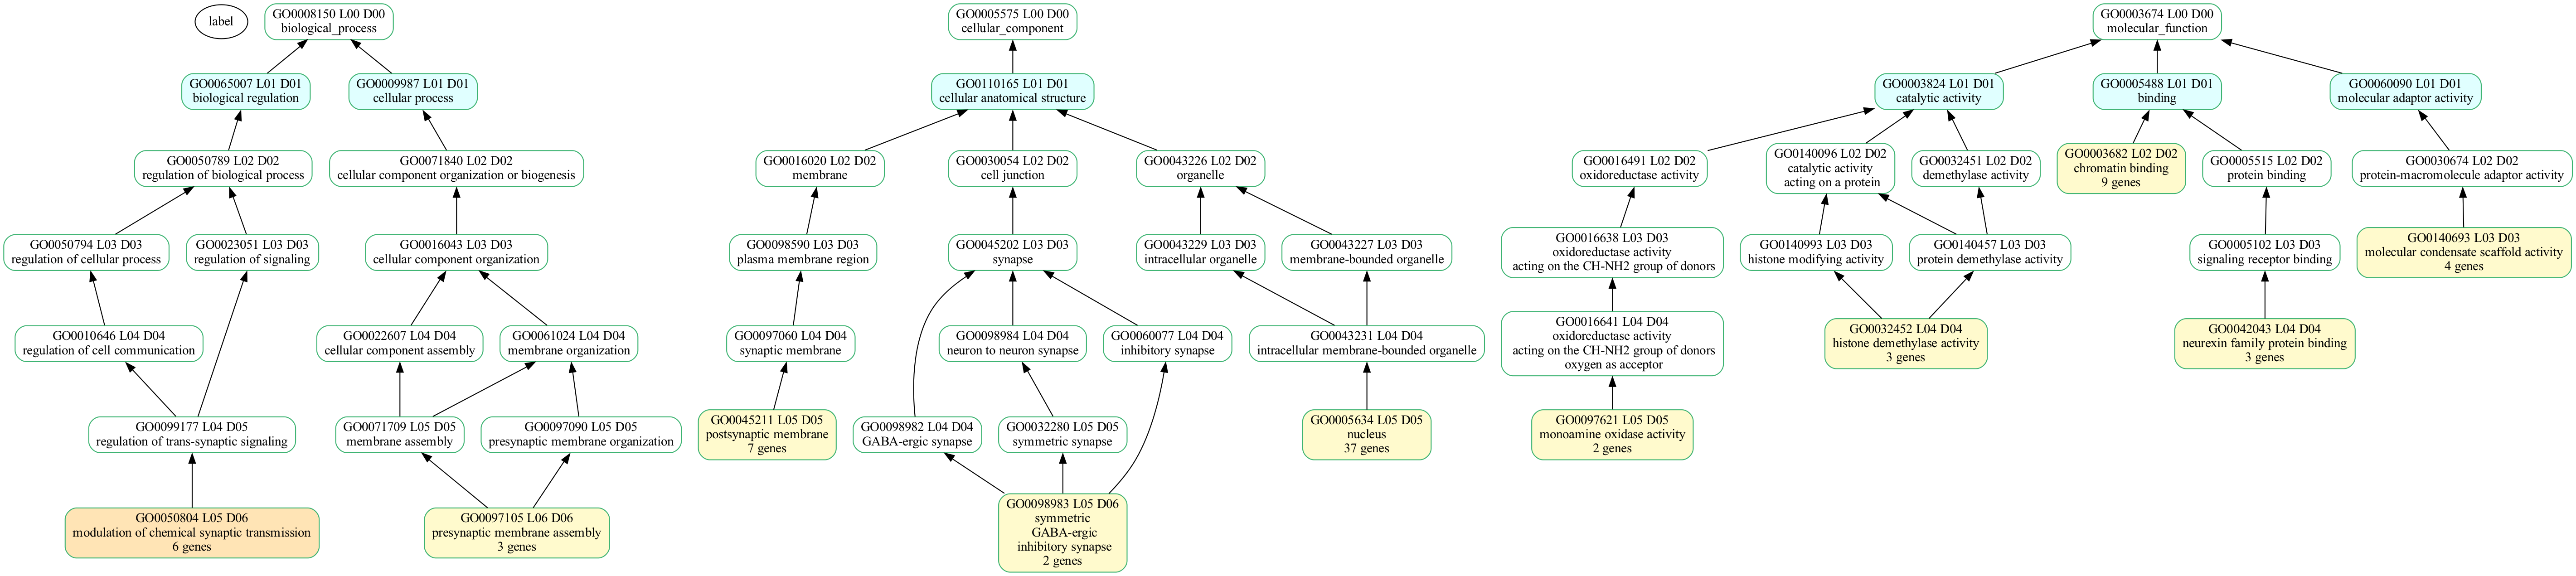 label
GO0008150 L00 D00
biological_process
GO0005575 L00 D00
cellular_component
GO0003674 L00 D00
molecular_function
GO0065007 L01 D01
biological regulation
GO0009987 L01 D01
cellular process
GO0110165 L01 D01
cellular anatomical structure
GO0003824 L01 D01
catalytic activity
GO0005488 L01 D01
binding
GO0060090 L01 D01
molecular adaptor activity
GO0050789 L02 D02
regulation of biological process
GO0071840 L02 D02
cellular component organization or biogenesis
GO0016020 L02 D02
membrane
GO0030054 L02 D02
cell junction
GO0043226 L02 D02
organelle
GO0016491 L02 D02
oxidoreductase activity
GO0140096 L02 D02
catalytic activity
acting on a protein
GO0032451 L02 D02
demethylase activity
GO0003682 L02 D02
chromatin binding
9 genes
GO0005515 L02 D02
protein binding
GO0030674 L02 D02
protein-macromolecule adaptor activity
GO0050794 L03 D03
regulation of cellular process
GO0023051 L03 D03
regulation of signaling
GO0016043 L03 D03
cellular component organization
GO0098590 L03 D03
plasma membrane region
GO0045202 L03 D03
synapse
GO0043229 L03 D03
intracellular organelle
GO0043227 L03 D03
membrane-bounded organelle
GO0016638 L03 D03
oxidoreductase activity
acting on the CH-NH2 group of donors
GO0140993 L03 D03
histone modifying activity
GO0140457 L03 D03
protein demethylase activity
GO0005102 L03 D03
signaling receptor binding
GO0140693 L03 D03
molecular condensate scaffold activity
4 genes
GO0010646 L04 D04
regulation of cell communication
GO0022607 L04 D04
cellular component assembly
GO0061024 L04 D04
membrane organization
GO0097060 L04 D04
synaptic membrane
GO0098984 L04 D04
neuron to neuron synapse
GO0060077 L04 D04
inhibitory synapse
GO0043231 L04 D04
intracellular membrane-bounded organelle
GO0016641 L04 D04
oxidoreductase activity
acting on the CH-NH2 group of donors
oxygen as acceptor
GO0032452 L04 D04
histone demethylase activity
3 genes
GO0042043 L04 D04
neurexin family protein binding
3 genes
GO0099177 L04 D05
regulation of trans-synaptic signaling
GO0071709 L05 D05
membrane assembly
GO0097090 L05 D05
presynaptic membrane organization
GO0045211 L05 D05
postsynaptic membrane
7 genes
GO0098982 L04 D04
GABA-ergic synapse
GO0032280 L05 D05
symmetric synapse
GO0005634 L05 D05
nucleus
37 genes
GO0097621 L05 D05
monoamine oxidase activity
2 genes
GO0050804 L05 D06
modulation of chemical synaptic transmission
6 genes
GO0097105 L06 D06
presynaptic membrane assembly
3 genes
GO0098983 L05 D06
symmetric
GABA-ergic
inhibitory synapse
2 genes